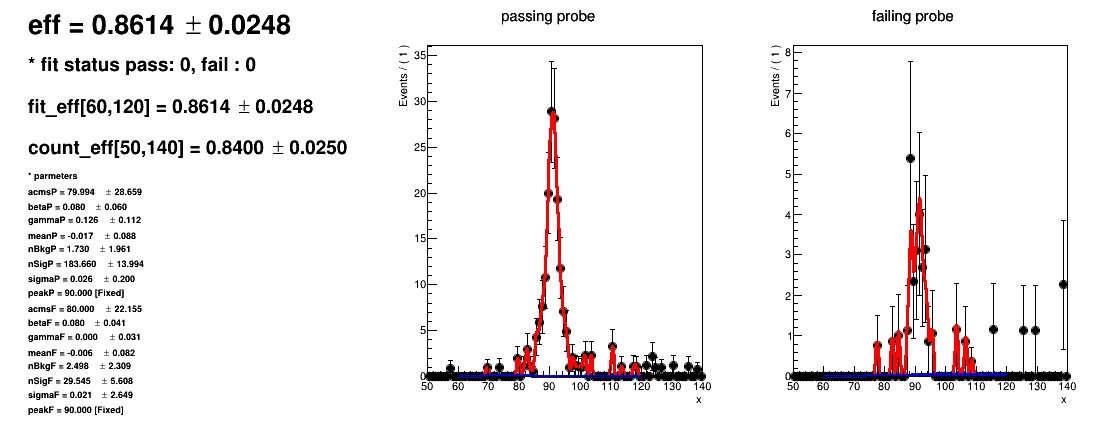 eff = 0.8614 ± 0.0248
* fit status pass: 0, fail : 0
fit_eff[60,120] = 0.8614 ± 0.0248
count_eff[50,140] = 0.8400 ± 0.0250
* parmeters
acmsP = 79.994 ± 28.659
betaP = 0.080 ± 0.060
gammaP = 0.126 ± 0.112
meanP = -0.017 ± 0.088
nBkgP = 1.730 ± 1.961
nSigP = 183.660 ± 13.994
sigmaP = 0.026 ± 0.200
peakP = 90.000 [Fixed]
acmsF = 80.000 ± 22.155
betaF = 0.080 ± 0.041
gammaF = 0.000 ± 0.031
meanF = -0.006 ± 0.082
nBkgF = 2.498 ± 2.309
nSigF = 29.545 ± 5.608
sigmaF = 0.021 ± 2.649
peakF = 90.000 [Fixed]
passing probe
Events / ( 1 )
35
30
25
20
15
10
5
0
50 60 70 80 90 100 110 120 130 140
x
failing probe
Events / ( 1 )
8
7
6
5
4
3
2
1
0
50 60 70 80 90 100 110 120 130 140
x